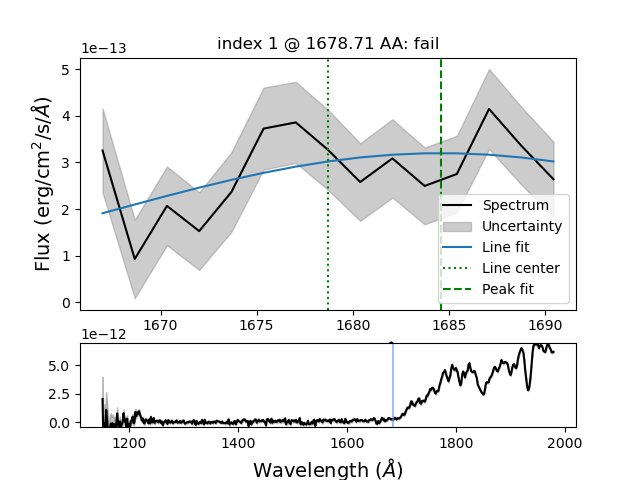 index 1 @ 1678.71 AA: fail
1e−13
5
4
3
2
1
0
Flux (erg/cm²/s/Å)
Spectrum
Uncertainty
Line fit
Line center
Peak fit
1670 1675 1680 1685 1690
1e−12
5.0
2.5
0.0
1200 1400 1600 1800 2000
Wavelength (Å)